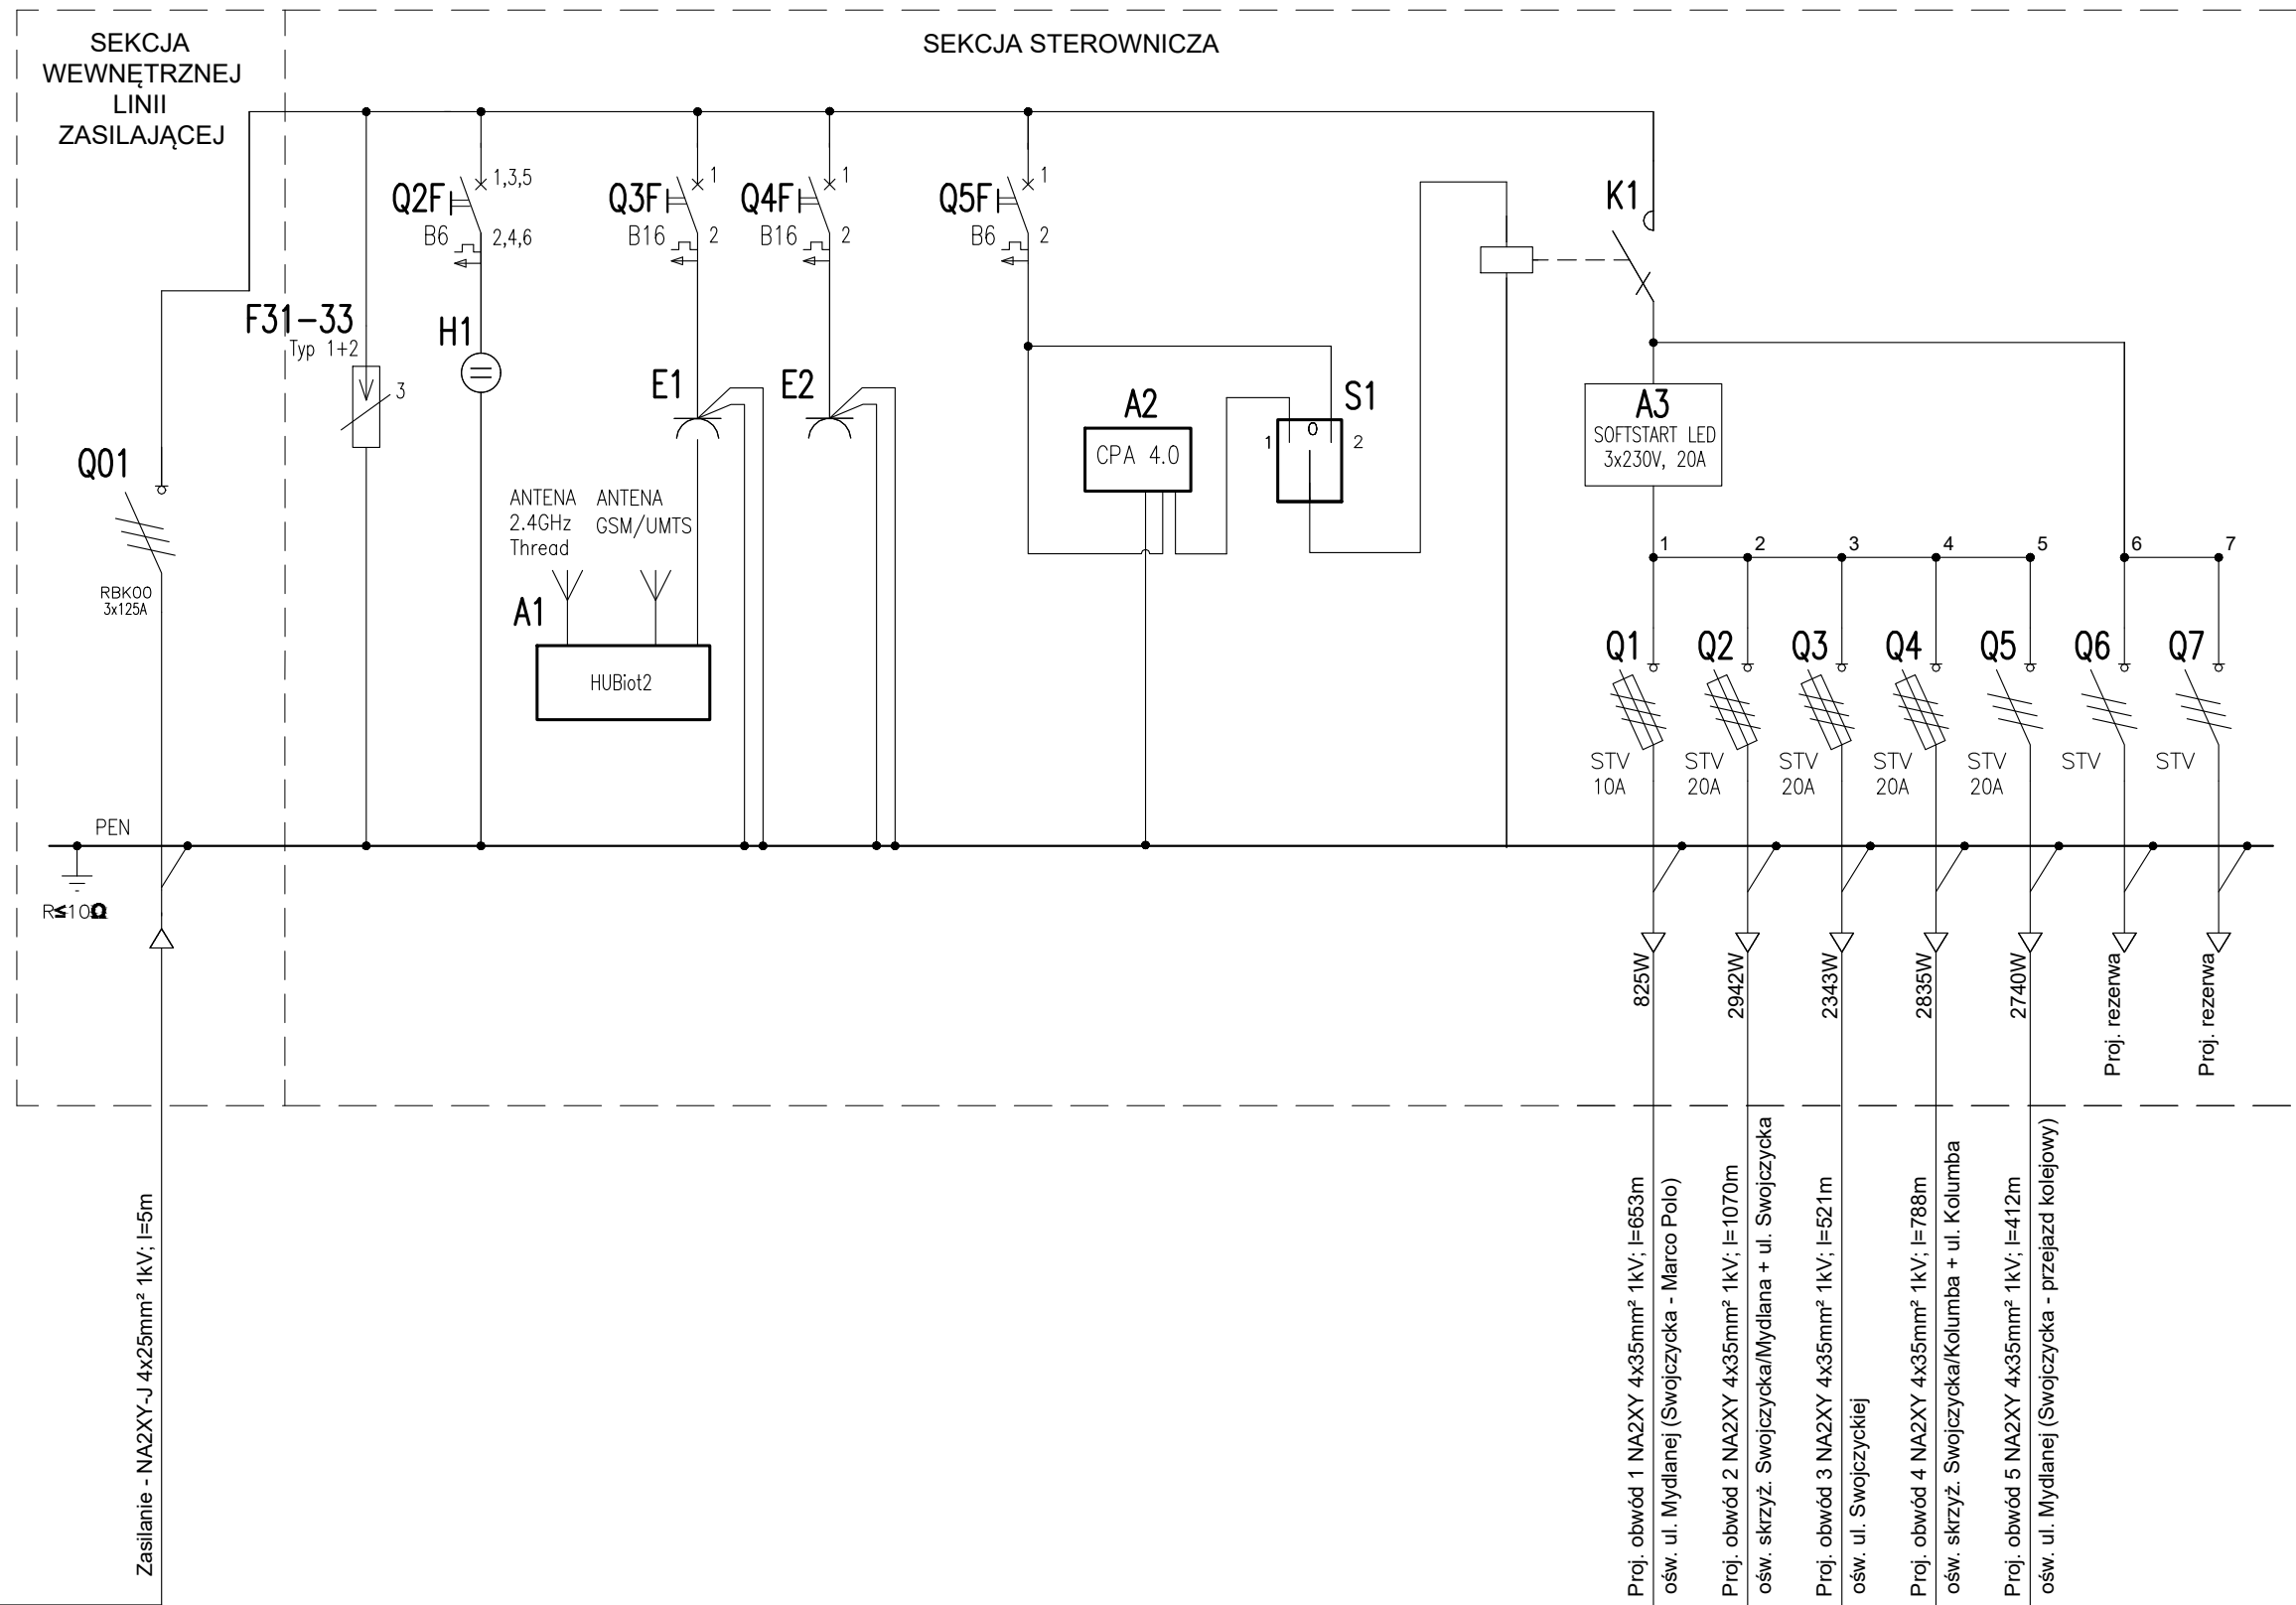 SEKCJA
WEWNĘTRZNEJ
LINII
ZASILAJĄCEJ
SEKCJA STEROWNICZA
Q2F
1,3,5
B6
2,4,6
Q3F
1
B16
2
Q4F
1
B16
2
Q5F
1
B6
2
K1
F31-33
Typ 1+2
3
H1
E1
E2
A2
CPA 4.0
S1
1
0
2
A3
SOFTSTART LED
3x230V, 20A
Q01
RBK00
3x125A
ANTENA
2.4GHz
Thread
ANTENA
GSM/UMTS
A1
HUBiot2
1
2
3
4
5
6
7
Q1
Q2
Q3
Q4
Q5
Q6
Q7
STV
10A
STV
20A
STV
20A
STV
20A
STV
20A
STV
STV
PEN
R≤10Ω
825W
2942W
2343W
2835W
2740W
Proj. rezerwa
Proj. rezerwa
Zasilanie - NA2XY-J 4x25mm² 1kV; l=5m
Proj. obwód 1 NA2XY 4x35mm² 1kV; l=653m
ośw. ul. Mydlanej (Swojczycka - Marco Polo)
Proj. obwód 2 NA2XY 4x35mm² 1kV; l=1070m
ośw. skrzyż. Swojczycka/Mydlana + ul. Swojczycka
Proj. obwód 3 NA2XY 4x35mm² 1kV; l=521m
ośw. ul. Swojczyckiej
Proj. obwód 4 NA2XY 4x35mm² 1kV; l=788m
ośw. skrzyż. Swojczycka/Kolumba + ul. Kolumba
Proj. obwód 5 NA2XY 4x35mm² 1kV; l=412m
ośw. ul. Mydlanej (Swojczycka - przejazd kolejowy)